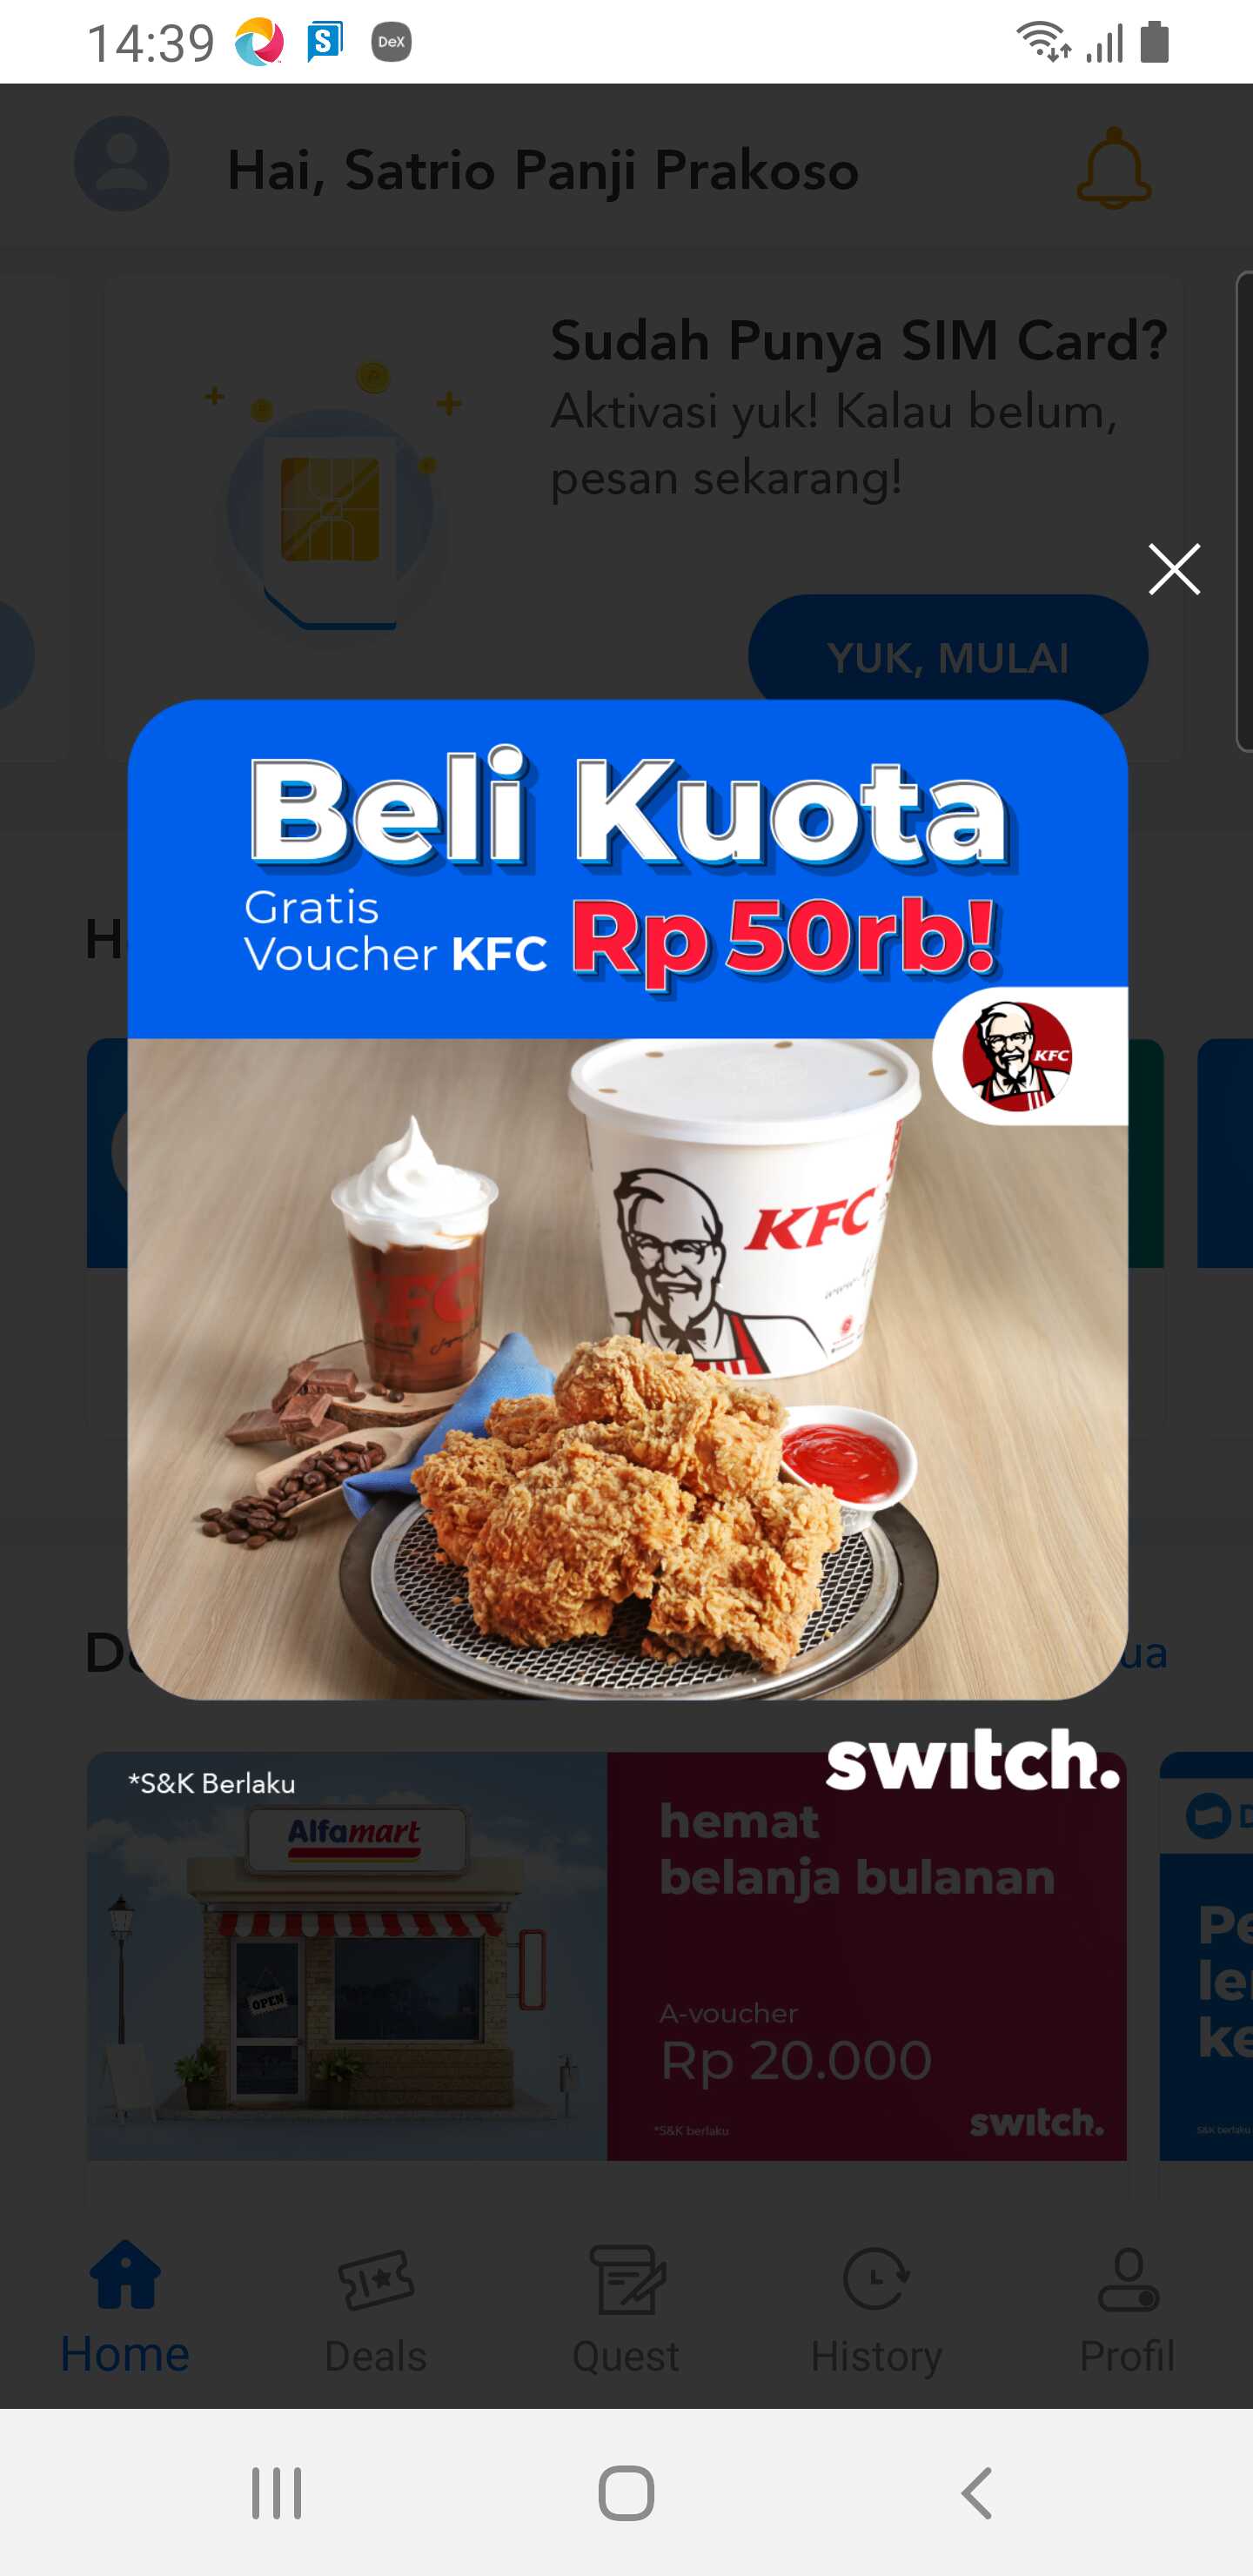 14:39
DeX
Hai, Satrio Panji Prakoso
Sudah Punya SIM Card?
Aktivasi yuk! Kalau belum,
pesan sekarang!
YUK, MULAI
Beli Kuota
Gratis
Voucher KFC Rp 50rb!
KFC
KFC
KFC
*S&K Berlaku
switch.
Alfamart
OPEN
hemat
belanja bulanan
A-voucher
Rp 20.000
*S&K berlaku
switch.
S&K berlaku
Home
Deals
Quest
History
Profil